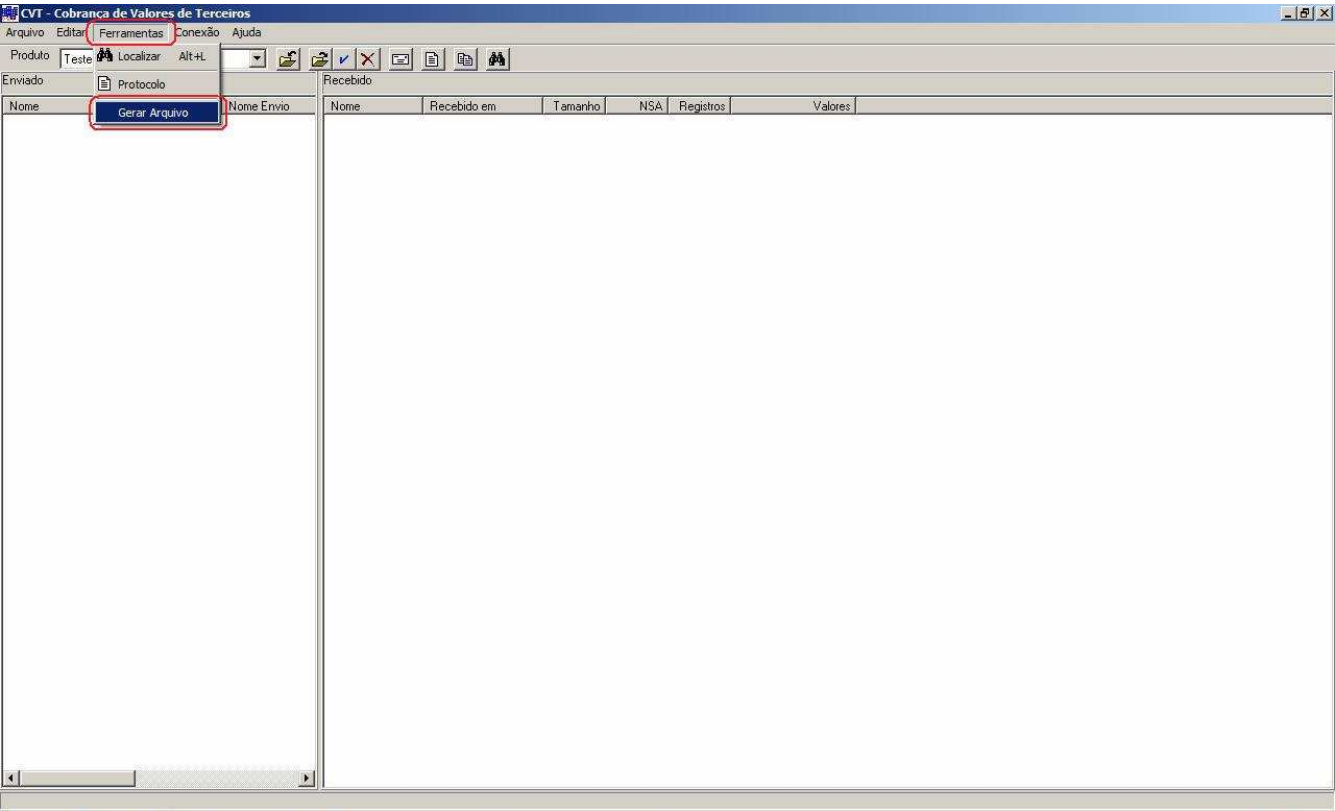 CVT - Cobrança de Valores de Terceiros
Arquivo Editar Ferramentas Conexão Ajuda
Produto Teste
Localizar Alt+L
Protocolo
Gerar Arquivo
Enviado
Recebido
Nome Nome Envio
Nome Recebido em Tamanho NSA Registros Valores